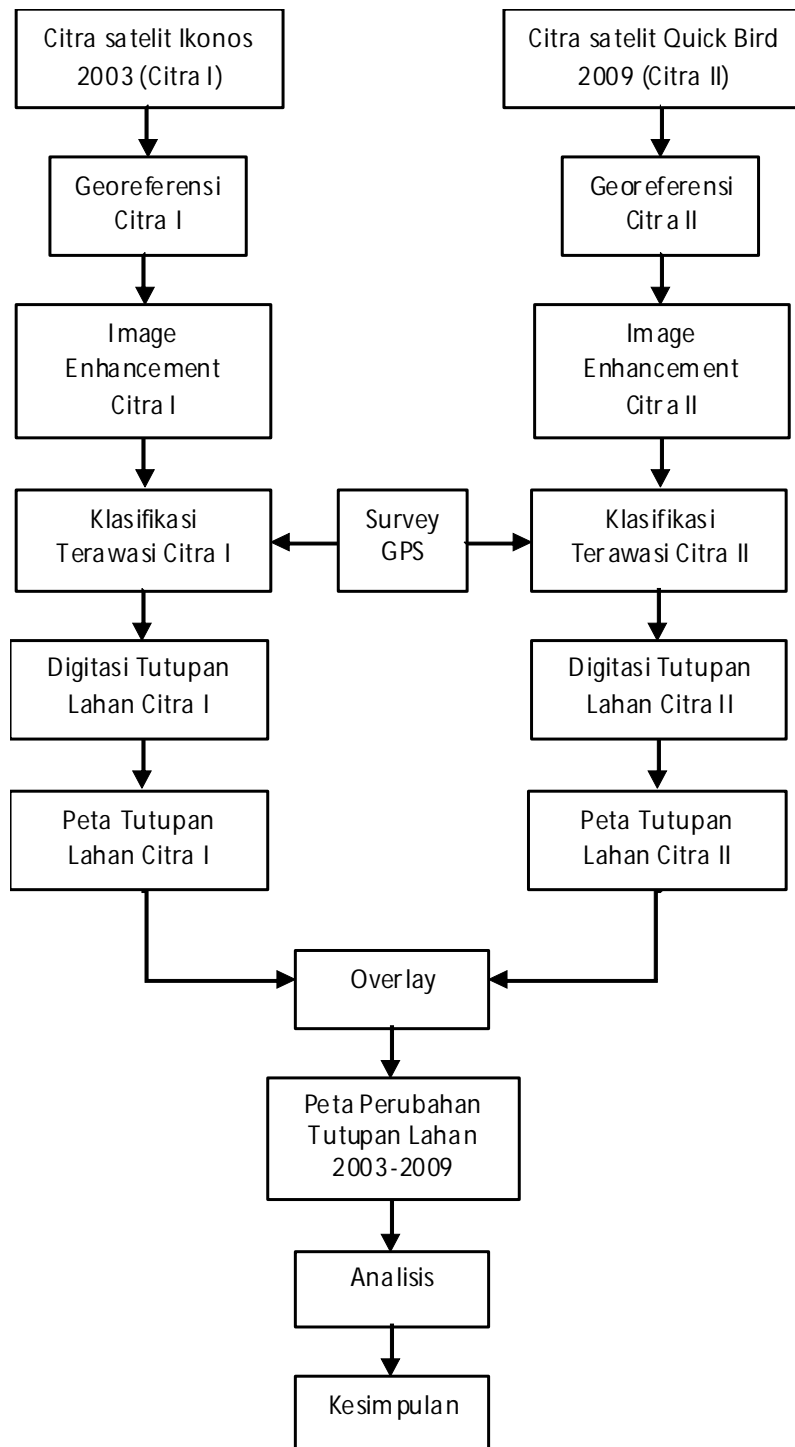 Citra satelit Ikonos
2003 (Citra I)
Citra satelit Quick Bird
2009 (Citra II)
Georeferensi
Citra I
Georeferensi
Citra II
Image
Enhancement
Citra I
Image
Enhancement
Citra II
Klasifikasi
Terawasi Citra I
Survey
GPS
Klasifikasi
Terawasi Citra II
Digitasi Tutupan
Lahan Citra I
Digitasi Tutupan
Lahan Citra II
Peta Tutupan
Lahan Citra I
Peta Tutupan
Lahan Citra II
Overlay
Peta Perubahan
Tutupan Lahan
2003-2009
Analisis
Kesimpulan